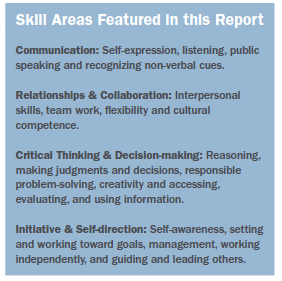 Skill Areas Featured In this Report
Communication: Self-expression, listening, public
speaking and recognizing non-verbal cues.
Relationships & Collaboration: Interpersonal
skills, team work, flexibility and cultural
competence.
Critical Thinking & Decision-making: Reasoning,
making judgments and decisions, responsible
problem-solving, creativity and accessing,
evaluating, and using information.
Initiative & Self-direction: Self-awareness, setting
and working toward goals, management, working
independently, and guiding and leading others.